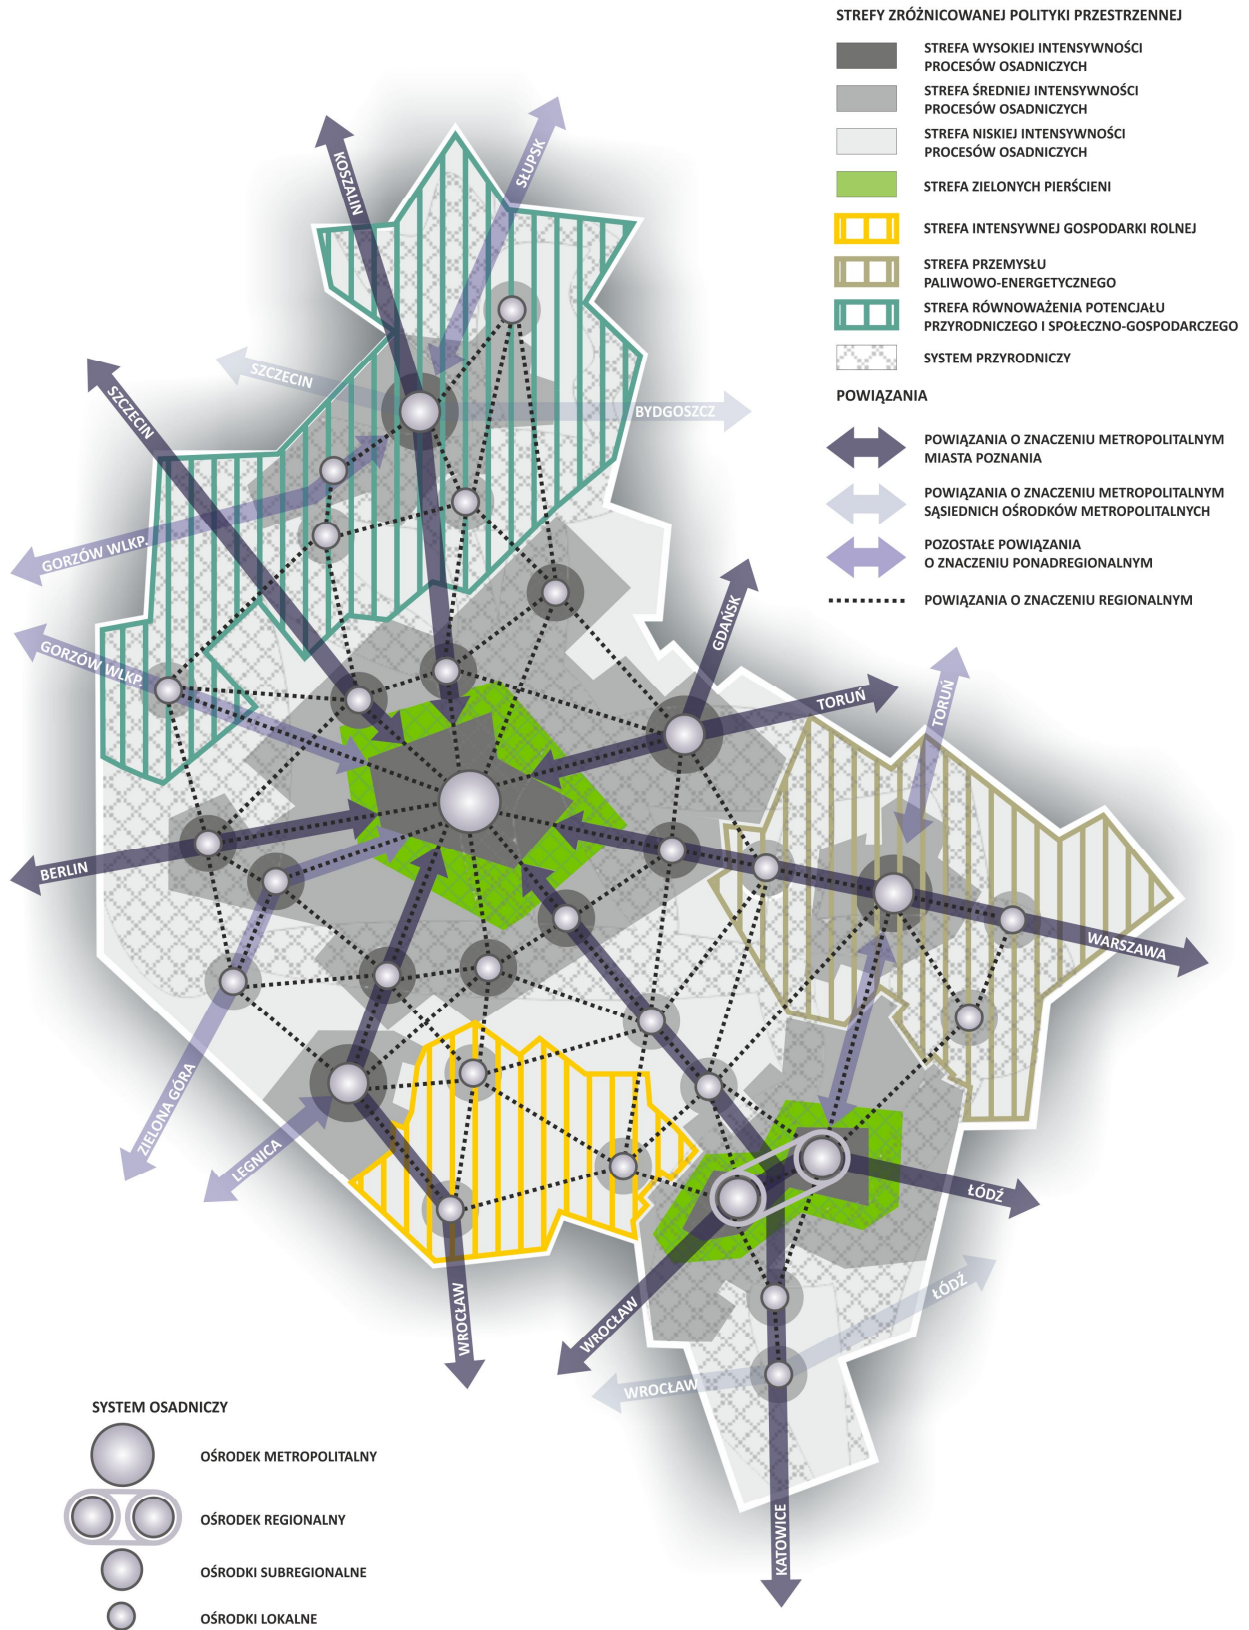 STREFY ZRÓŻNICOWANEJ POLITYKI PRZESTRZENNEJ
STREFA WYSOKIEJ INTENSYWNOŚCI
PROCESÓW OSADNICZYCH
STREFA ŚREDNIEJ INTENSYWNOŚCI
PROCESÓW OSADNICZYCH
STREFA NISKIEJ INTENSYWNOŚCI
PROCESÓW OSADNICZYCH
STREFA ZIELONYCH PIERŚCIENI
STREFA INTENSYWNEJ GOSPODARKI ROLNEJ
STREFA PRZEMYSŁU
PALIWOWO-ENERGETYCZNEGO
STREFA RÓWNOWAŻENIA POTENCJAŁU
PRZYRODNICZEGO I SPOŁECZNO-GOSPODARCZEGO
SYSTEM PRZYRODNICZY
POWIĄZANIA
POWIĄZANIA O ZNACZENIU METROPOLITALNYM
MIASTA POZNANIA
POWIĄZANIA O ZNACZENIU METROPOLITALNYM
SĄSIEDNICH OŚRODKÓW METROPOLITALNYCH
POZOSTAŁE POWIĄZANIA
O ZNACZENIU PONADREGIONALNYM
POWIĄZANIA O ZNACZENIU REGIONALNYM
KOSZALIN
SŁUPSK
SZCZECIN
SZCZECIN
BYDGOSZCZ
GORZÓW WLKP.
GORZÓW WLKP.
GDAŃSK
TORUŃ
TORUŃ
BERLIN
WARSZAWA
ZIELONA GÓRA
LEGNICA
ŁÓDŹ
ŁÓDŹ
WROCŁAW
WROCŁAW
WROCŁAW
KATOWICE
SYSTEM OSADNICZY
OŚRODEK METROPOLITALNY
OŚRODEK REGIONALNY
OŚRODKI SUBREGIONALNE
OŚRODKI LOKALNE